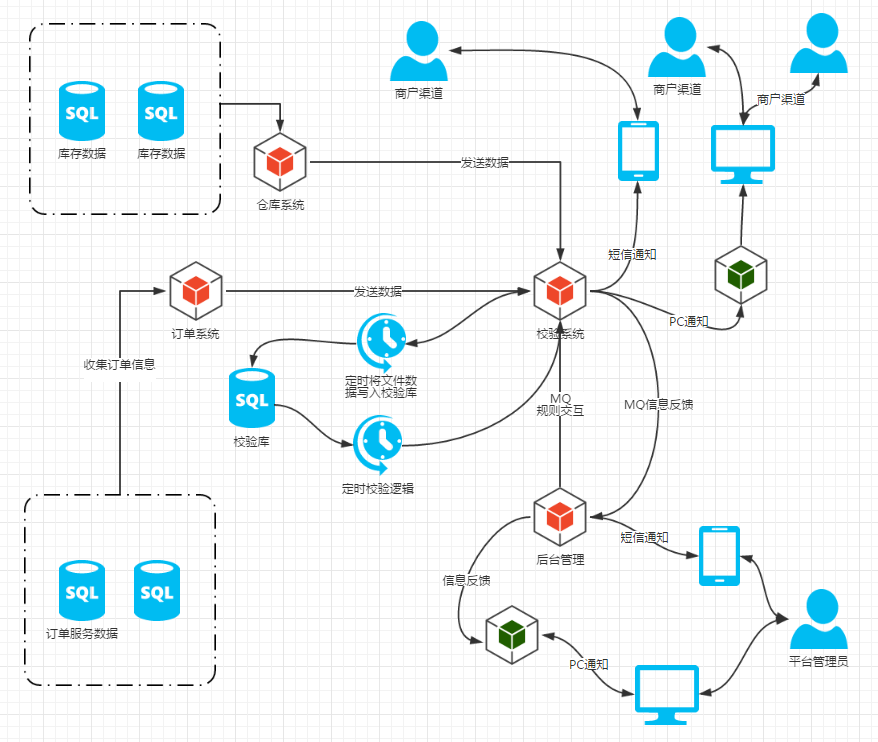 商户渠道
商户渠道
商户渠道
SQL
SQL
库存数据
库存数据
仓库系统
发送数据
短信通知
订单系统
发送数据
校验系统
PC通知
收集订单信息
定时将文件数
据写入校验库
SQL
校验库
MQ
规则交互
MQ信息反馈
定时校验逻辑
后台管理
短信通知
信息反馈
SQL
SQL
订单服务数据
PC通知
平台管理员